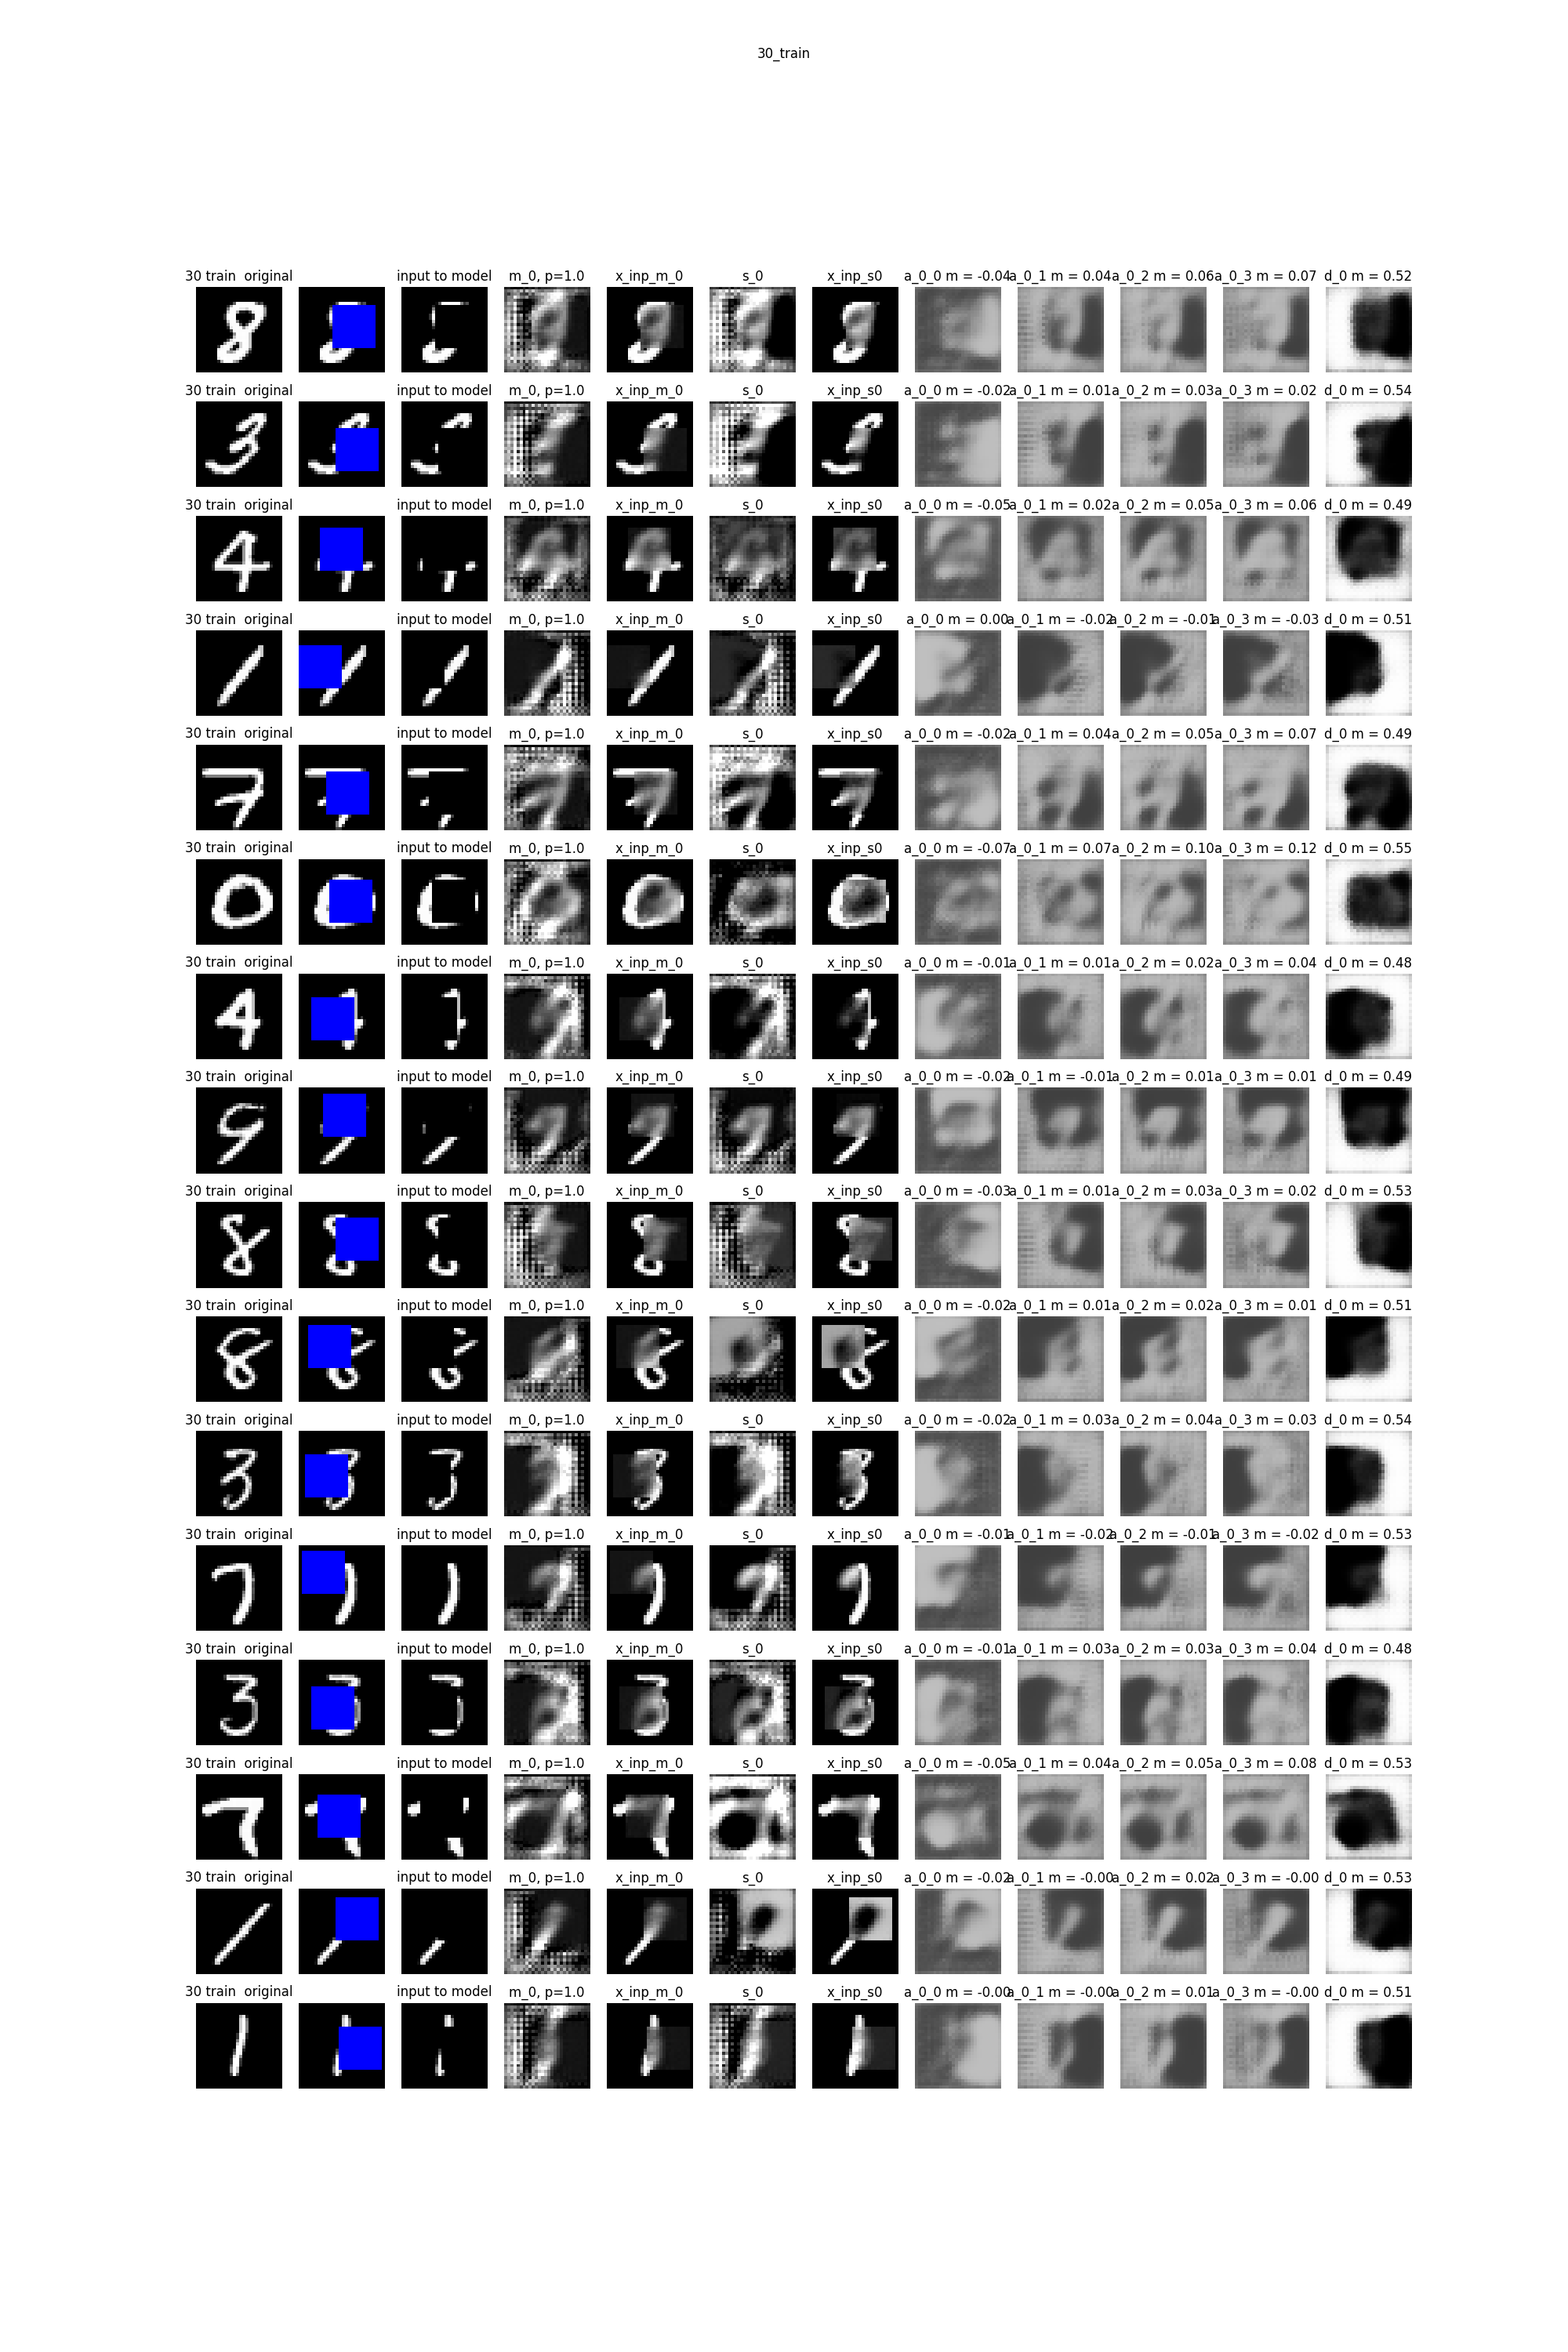 30_train
30 train  original input to model m_0, p=1.0 x_inp_m_0 s_0 x_inp_s0 a_0_0 m = -0.04 a_0_1 m = 0.04 a_0_2 m = 0.06 a_0_3 m = 0.07 d_0 m = 0.52
30 train  original input to model m_0, p=1.0 x_inp_m_0 s_0 x_inp_s0 a_0_0 m = -0.02 a_0_1 m = 0.01 a_0_2 m = 0.03 a_0_3 m = 0.02 d_0 m = 0.54
30 train  original input to model m_0, p=1.0 x_inp_m_0 s_0 x_inp_s0 a_0_0 m = -0.05 a_0_1 m = 0.02 a_0_2 m = 0.05 a_0_3 m = 0.06 d_0 m = 0.49
30 train  original input to model m_0, p=1.0 x_inp_m_0 s_0 x_inp_s0 a_0_0 m = 0.00 a_0_1 m = -0.02 a_0_2 m = -0.01 a_0_3 m = -0.03 d_0 m = 0.51
30 train  original input to model m_0, p=1.0 x_inp_m_0 s_0 x_inp_s0 a_0_0 m = -0.02 a_0_1 m = 0.04 a_0_2 m = 0.05 a_0_3 m = 0.07 d_0 m = 0.49
30 train  original input to model m_0, p=1.0 x_inp_m_0 s_0 x_inp_s0 a_0_0 m = -0.07 a_0_1 m = 0.07 a_0_2 m = 0.10 a_0_3 m = 0.12 d_0 m = 0.55
30 train  original input to model m_0, p=1.0 x_inp_m_0 s_0 x_inp_s0 a_0_0 m = -0.01 a_0_1 m = 0.01 a_0_2 m = 0.02 a_0_3 m = 0.04 d_0 m = 0.48
30 train  original input to model m_0, p=1.0 x_inp_m_0 s_0 x_inp_s0 a_0_0 m = -0.02 a_0_1 m = -0.01 a_0_2 m = 0.01 a_0_3 m = 0.01 d_0 m = 0.49
30 train  original input to model m_0, p=1.0 x_inp_m_0 s_0 x_inp_s0 a_0_0 m = -0.03 a_0_1 m = 0.01 a_0_2 m = 0.03 a_0_3 m = 0.02 d_0 m = 0.53
30 train  original input to model m_0, p=1.0 x_inp_m_0 s_0 x_inp_s0 a_0_0 m = -0.02 a_0_1 m = 0.01 a_0_2 m = 0.02 a_0_3 m = 0.01 d_0 m = 0.51
30 train  original input to model m_0, p=1.0 x_inp_m_0 s_0 x_inp_s0 a_0_0 m = -0.02 a_0_1 m = 0.03 a_0_2 m = 0.04 a_0_3 m = 0.03 d_0 m = 0.54
30 train  original input to model m_0, p=1.0 x_inp_m_0 s_0 x_inp_s0 a_0_0 m = -0.01 a_0_1 m = -0.02 a_0_2 m = -0.01 a_0_3 m = -0.02 d_0 m = 0.53
30 train  original input to model m_0, p=1.0 x_inp_m_0 s_0 x_inp_s0 a_0_0 m = -0.01 a_0_1 m = 0.03 a_0_2 m = 0.03 a_0_3 m = 0.04 d_0 m = 0.48
30 train  original input to model m_0, p=1.0 x_inp_m_0 s_0 x_inp_s0 a_0_0 m = -0.05 a_0_1 m = 0.04 a_0_2 m = 0.05 a_0_3 m = 0.08 d_0 m = 0.53
30 train  original input to model m_0, p=1.0 x_inp_m_0 s_0 x_inp_s0 a_0_0 m = -0.02 a_0_1 m = -0.00 a_0_2 m = 0.02 a_0_3 m = -0.00 d_0 m = 0.53
30 train  original input to model m_0, p=1.0 x_inp_m_0 s_0 x_inp_s0 a_0_0 m = -0.00 a_0_1 m = -0.00 a_0_2 m = 0.01 a_0_3 m = -0.00 d_0 m = 0.51